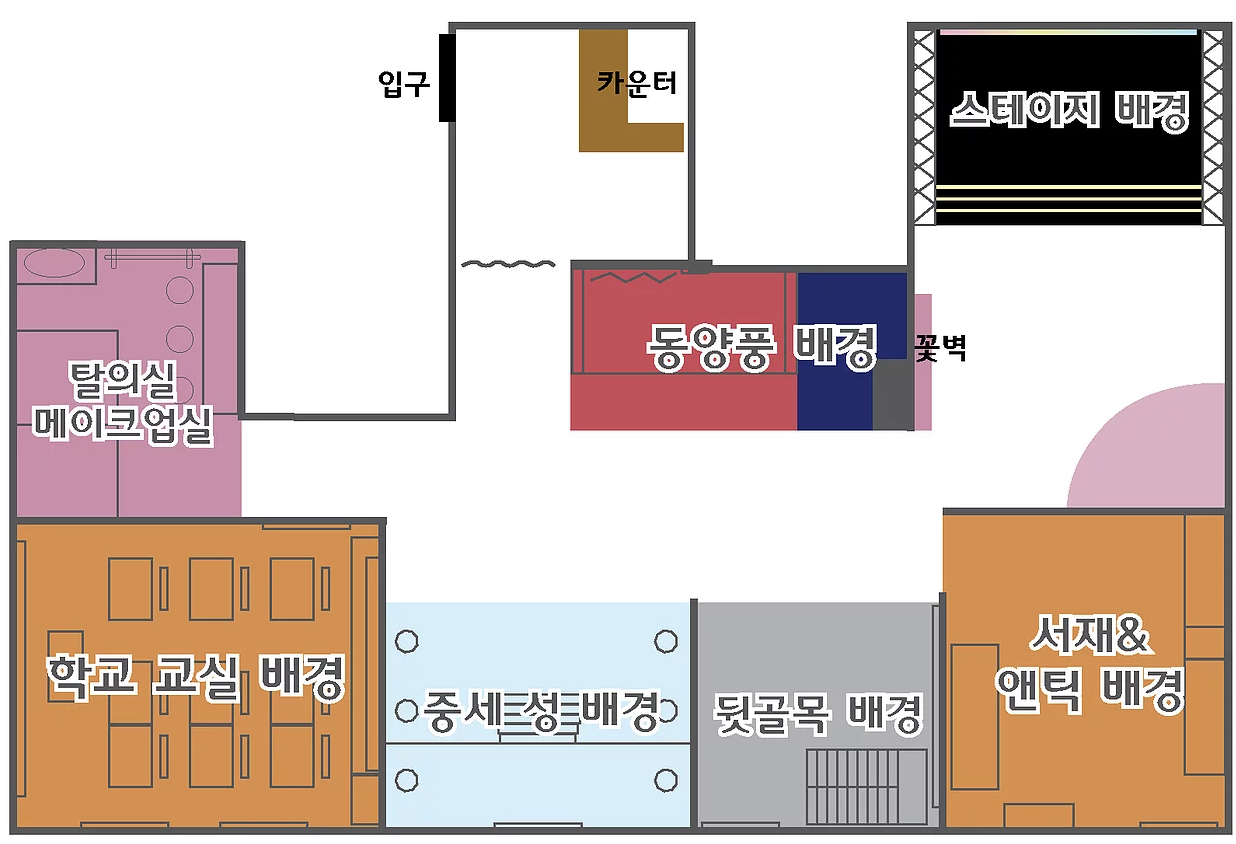 입구
카운터
스테이지 배경
동양풍 배경
꽃벽
탈의실
메이크업실
학교 교실 배경
중세 성 배경
뒷골목 배경
서재&
앤틱 배경